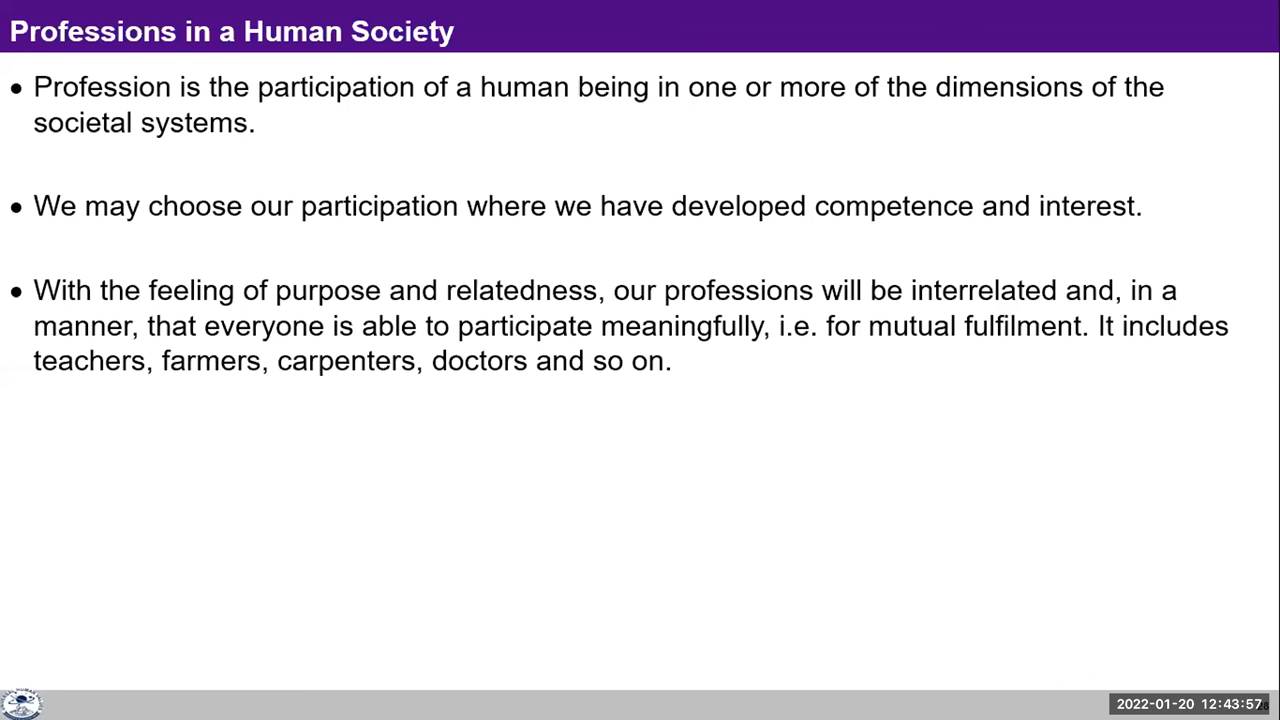 Professions in a Human Society
• Profession is the participation of a human being in one or more of the dimensions of the
societal systems.
• We may choose our participation where we have developed competence and interest.
• With the feeling of purpose and relatedness, our professions will be interrelated and, in a
manner, that everyone is able to participate meaningfully, i.e. for mutual fulfilment. It includes
teachers, farmers, carpenters, doctors and so on.
2022-01-20 12:43:57